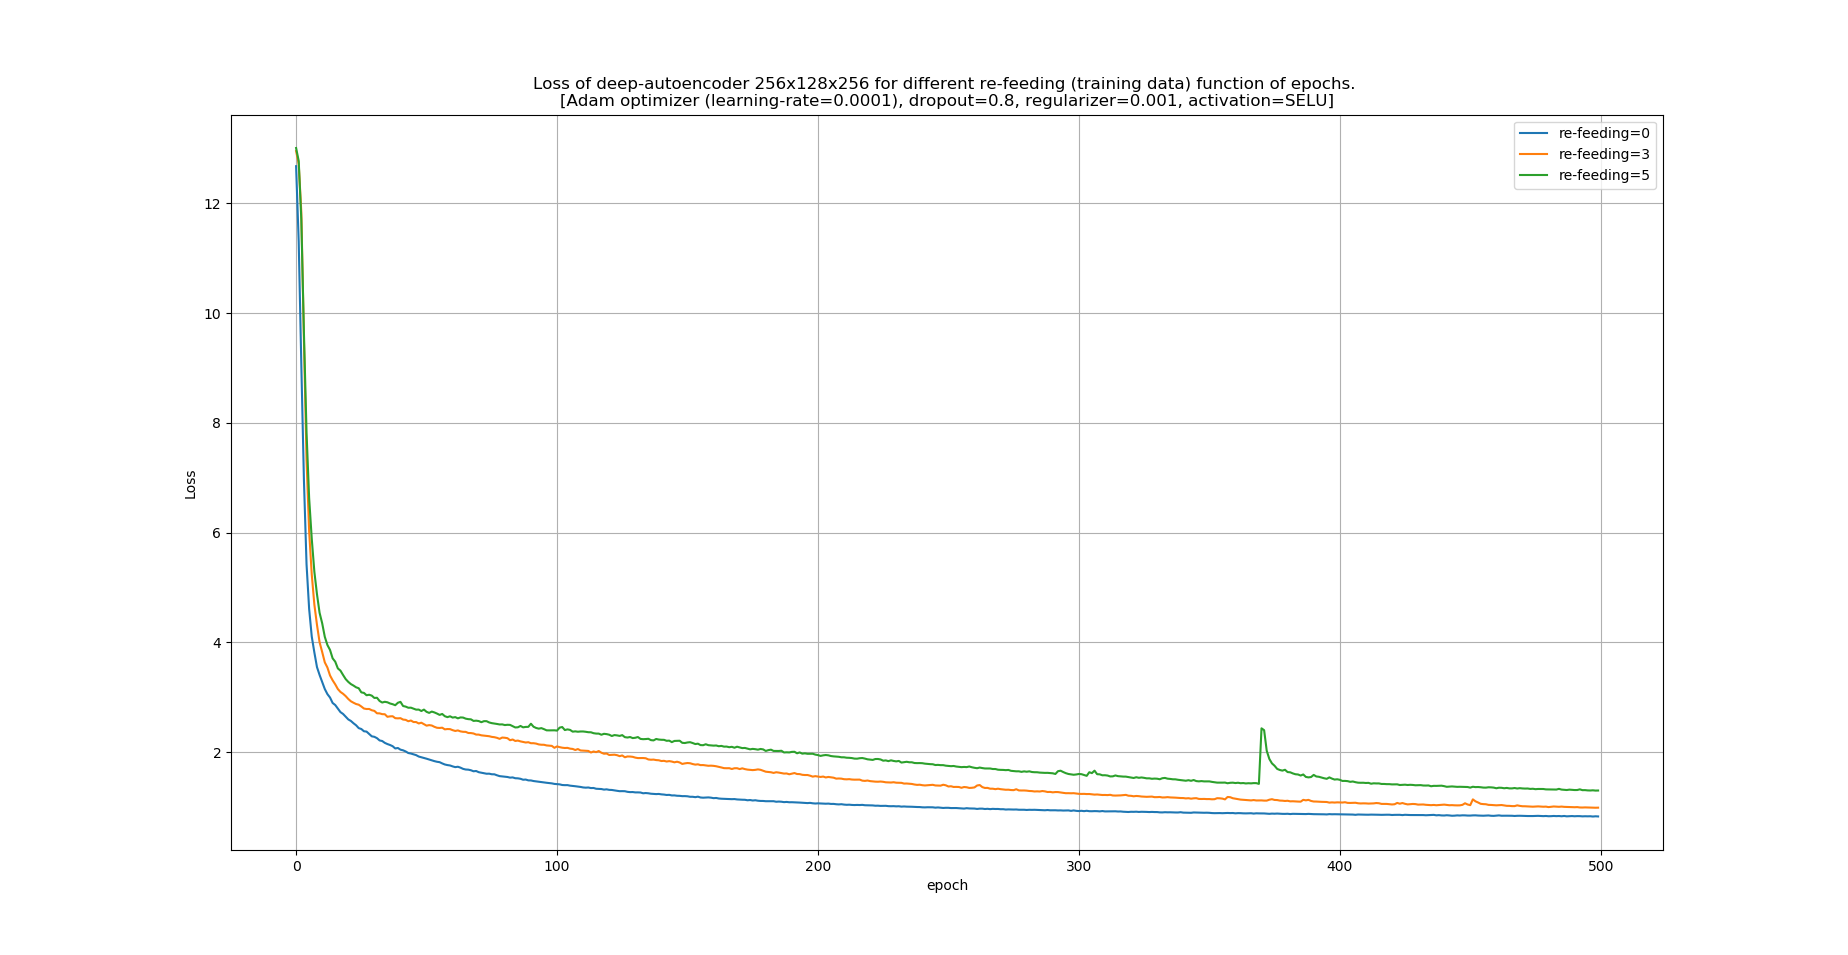 Loss of deep-autoencoder 256x128x256 for different re-feeding (training data) function of epochs.
[Adam optimizer (learning-rate=0.0001), dropout=0.8, regularizer=0.001, activation=SELU]
re-feeding=0
re-feeding=3
re-feeding=5
12
10
8
6
4
2
Loss
0
100
200
300
400
500
epoch